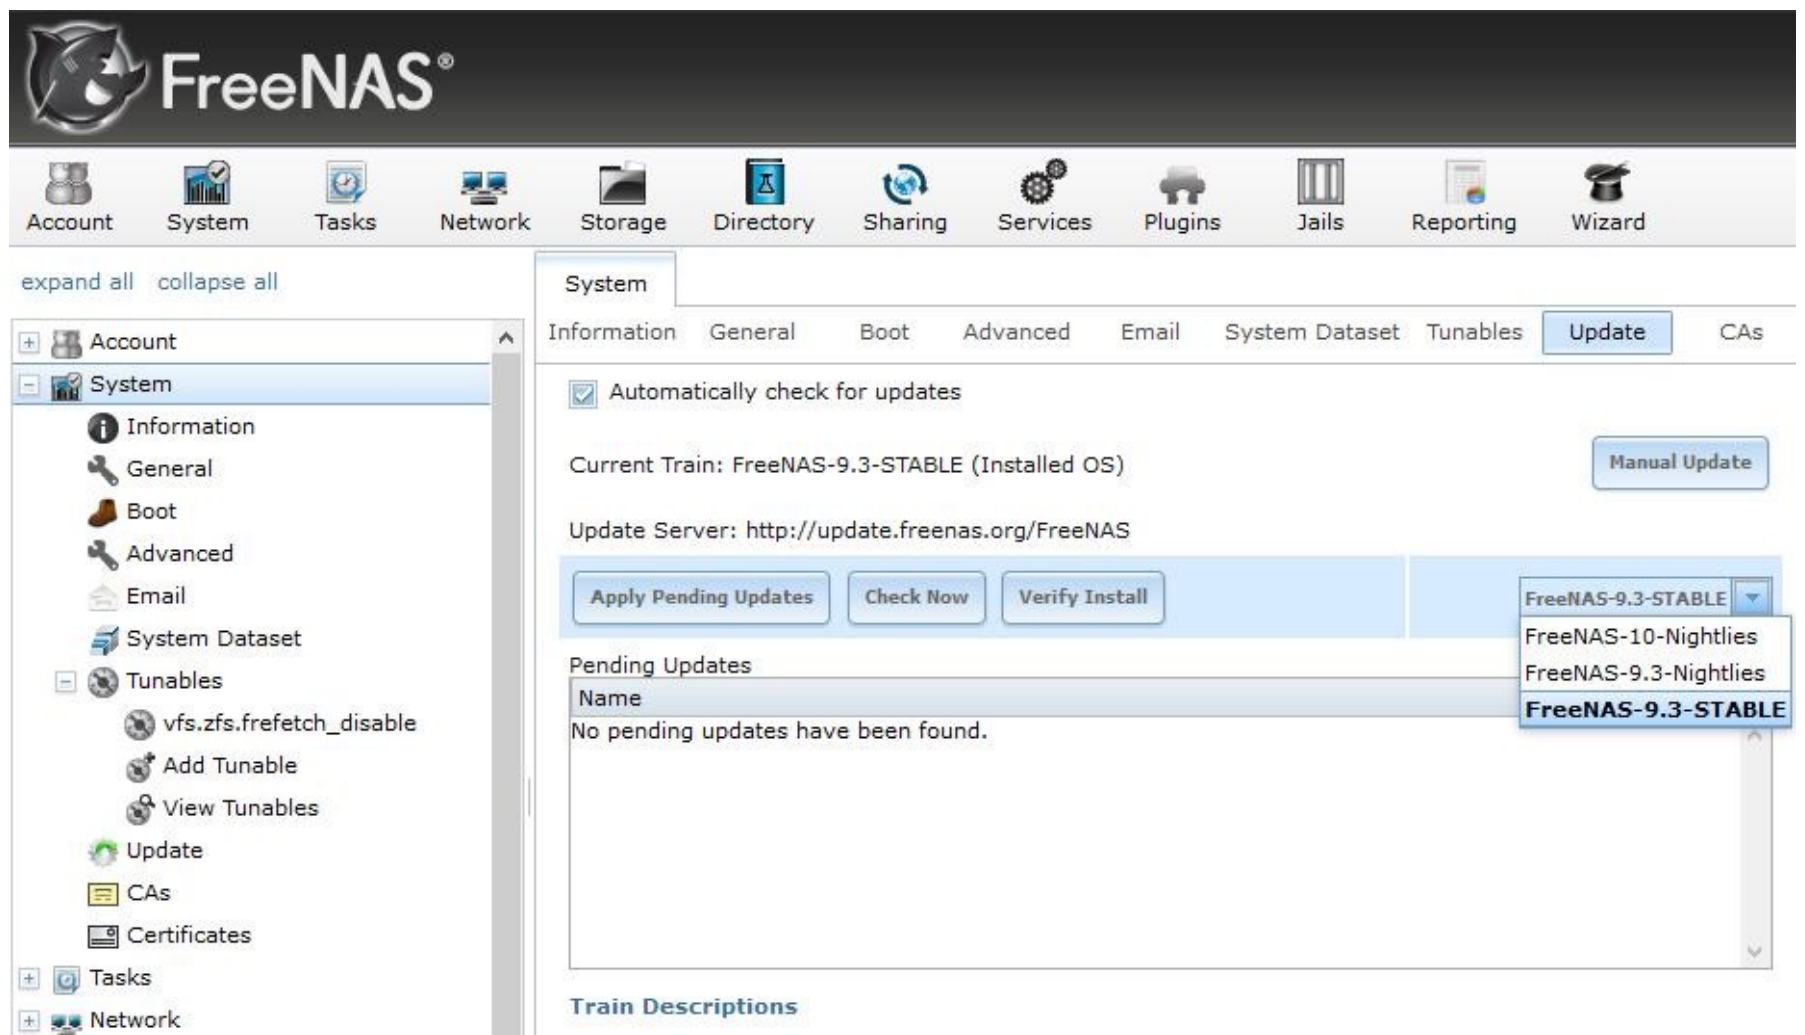 FreeNAS®
Account System Tasks Network Storage Directory Sharing Services Plugins Jails Reporting Wizard
expand all collapse all
Account
System
Information
General
Boot
Advanced
Email
System Dataset
Tunables
vfs.zfs.frefetch_disable
Add Tunable
View Tunables
Update
CAs
Certificates
Tasks
Network
System
Information General Boot Advanced Email System Dataset Tunables Update CAs
Automatically check for updates
Current Train: FreeNAS-9.3-STABLE (Installed OS)
Manual Update
Update Server: http://update.freenas.org/FreeNAS
Apply Pending Updates Check Now Verify Install FreeNAS-9.3-STABLE
FreeNAS-10-Nightlies
FreeNAS-9.3-Nightlies
FreeNAS-9.3-STABLE
Pending Updates
Name
No pending updates have been found.
Train Descriptions